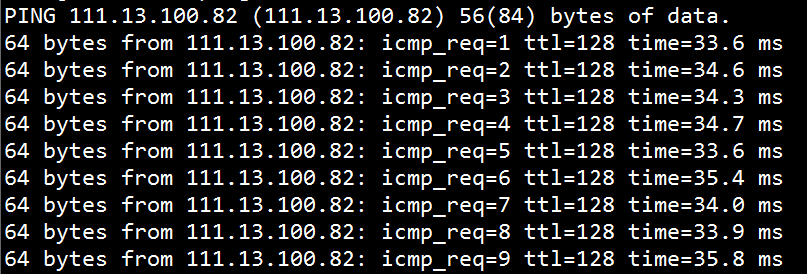 PING 111.13.100.82 (111.13.100.82) 56(84) bytes of data.
64 bytes from 111.13.100.82: icmp_req=1 ttl=128 time=33.6 ms
64 bytes from 111.13.100.82: icmp_req=2 ttl=128 time=34.6 ms
64 bytes from 111.13.100.82: icmp_req=3 ttl=128 time=34.3 ms
64 bytes from 111.13.100.82: icmp_req=4 ttl=128 time=34.7 ms
64 bytes from 111.13.100.82: icmp_req=5 ttl=128 time=33.6 ms
64 bytes from 111.13.100.82: icmp_req=6 ttl=128 time=35.4 ms
64 bytes from 111.13.100.82: icmp_req=7 ttl=128 time=34.0 ms
64 bytes from 111.13.100.82: icmp_req=8 ttl=128 time=33.9 ms
64 bytes from 111.13.100.82: icmp_req=9 ttl=128 time=35.8 ms